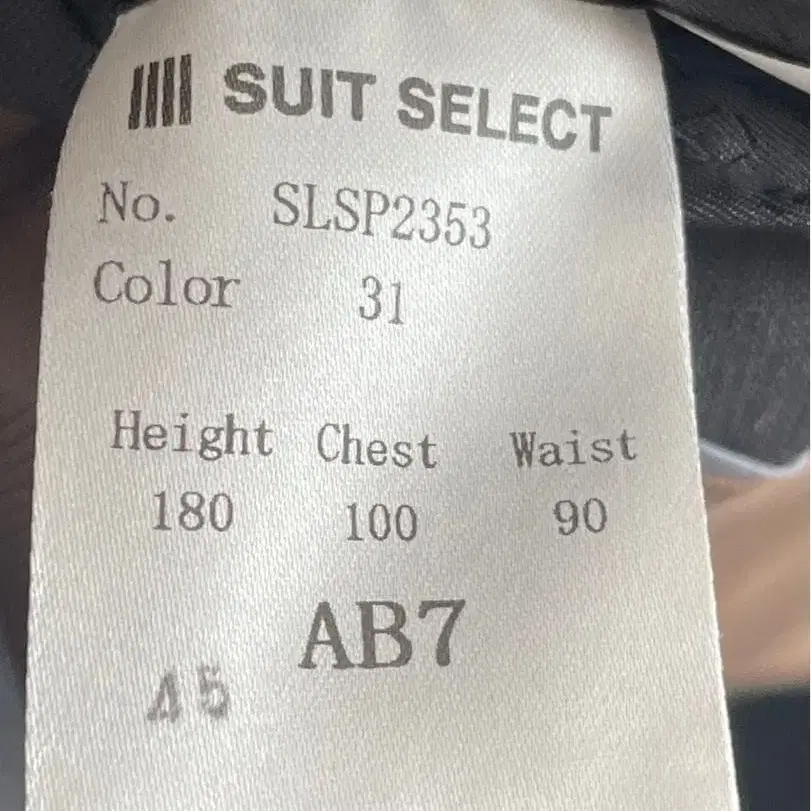 SUIT SELECT
No. SLSP2353
Color 31
Height Chest Waist
180 100 90
AB7
45